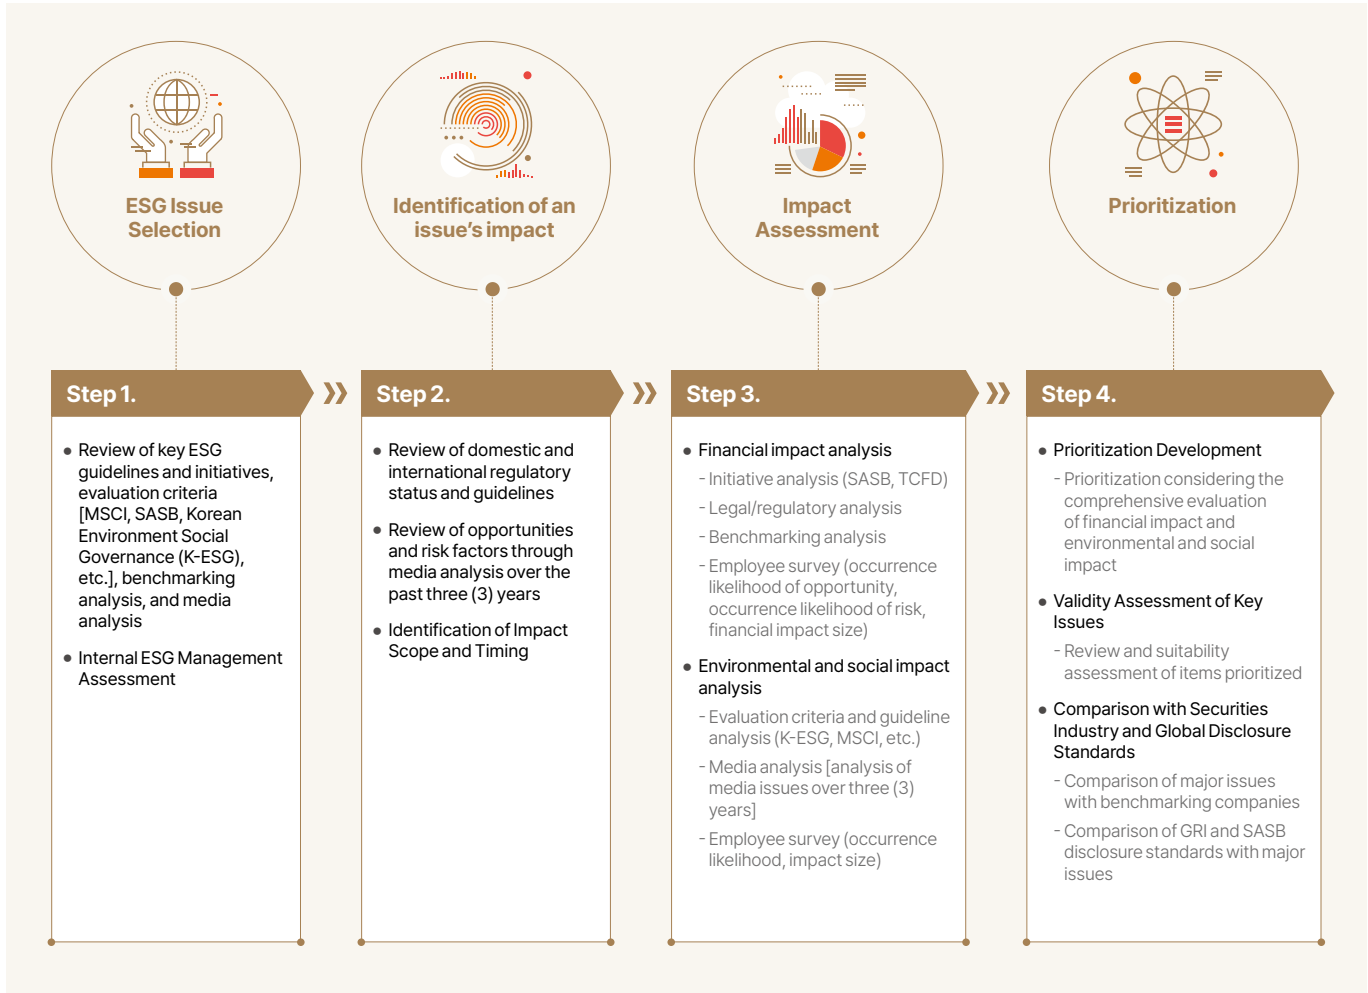 ESG Issue
Selection
Identification of an
issue's impact
Impact
Assessment
Prioritization
Step 1.
● Review of key ESG
guidelines and initiatives,
evaluation criteria
[MSCI, SASB, Korean
Environment Social
Governance (K-ESG),
etc.], benchmarking
analysis, and media
analysis
● Internal ESG Management
Assessment
Step 2.
● Review of domestic and
international regulatory
status and guidelines
● Review of opportunities
and risk factors through
media analysis over the
past three (3) years
● Identification of Impact
Scope and Timing
Step 3.
● Financial impact analysis
- Initiative analysis (SASB, TCFD)
- Legal/regulatory analysis
- Benchmarking analysis
- Employee survey (occurrence
likelihood of opportunity,
occurrence likelihood of risk,
financial impact size)
● Environmental and social impact
analysis
- Evaluation criteria and guideline
analysis (K-ESG, MSCI, etc.)
- Media analysis [analysis of
media issues over three (3)
years]
- Employee survey (occurrence
likelihood, impact size)
Step 4.
● Prioritization Development
- Prioritization considering the
comprehensive evaluation
of financial impact and
environmental and social
impact
● Validity Assessment of Key
Issues
- Review and suitability
assessment of items prioritized
● Comparison with Securities
Industry and Global Disclosure
Standards
- Comparison of major issues
with benchmarking companies
- Comparison of GRI and SASB
disclosure standards with major
issues